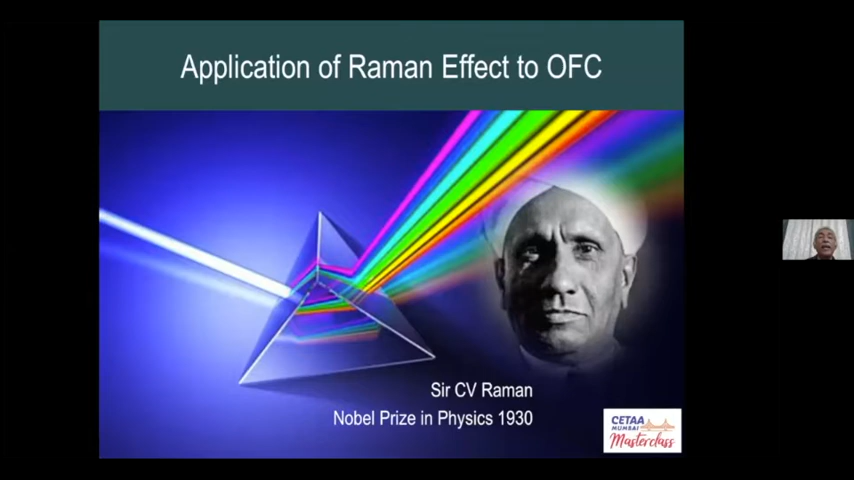 Application of Raman Effect to OFC
Sir CV Raman
Nobel Prize in Physics 1930
CETAA
MUMBAI
Masterclass